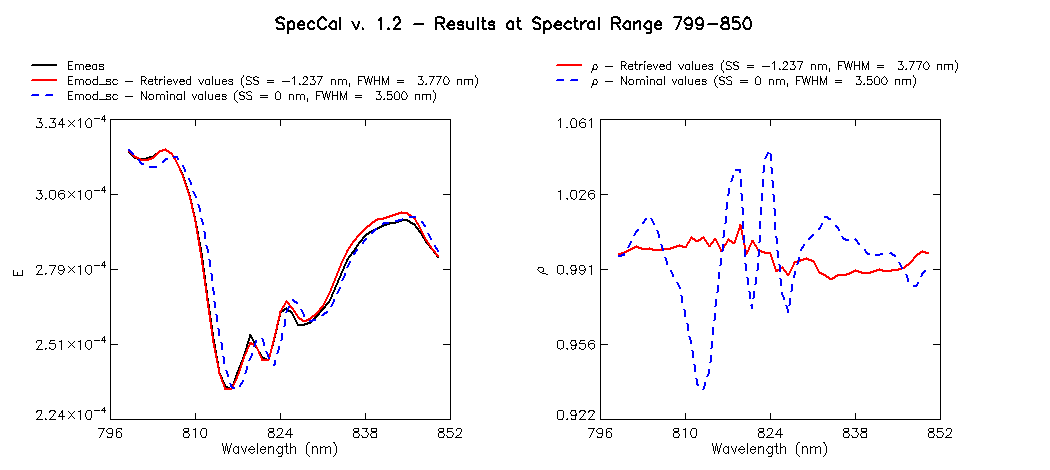 SpecCal v. 1.2 – Results at Spectral Range 799–850
Emeas
Emod_sc – Retrieved values (SS = –1.237 nm, FWHM = 3.770 nm)
Emod_sc – Nominal values (SS = 0 nm, FWHM = 3.500 nm)
3.34×10⁻⁴
3.06×10⁻⁴
2.79×10⁻⁴
2.51×10⁻⁴
2.24×10⁻⁴
E
796 810 824 838 852
Wavelength (nm)
ρ – Retrieved values (SS = –1.237 nm, FWHM = 3.770 nm)
ρ – Nominal values (SS = 0 nm, FWHM = 3.500 nm)
1.061
1.026
0.991
0.956
0.922
ρ
796 810 824 838 852
Wavelength (nm)